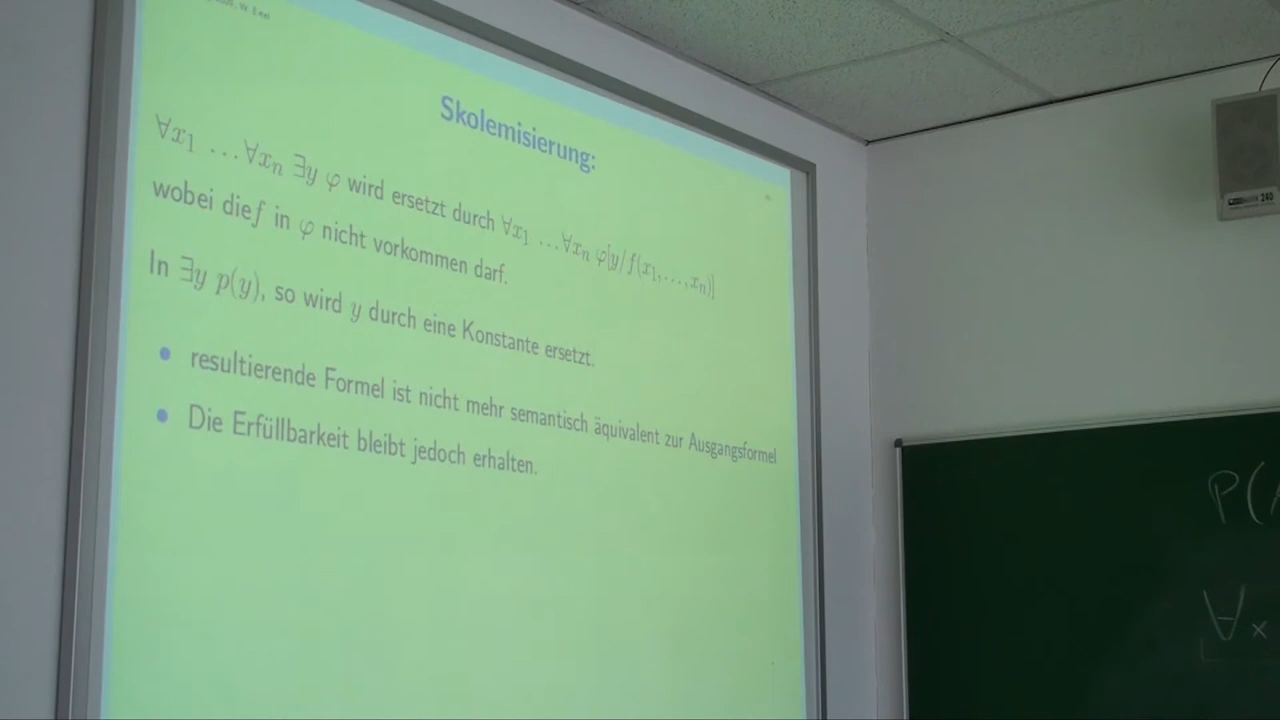 Skolemisierung:
∀x₁ …∀xₙ ∃y φ wird ersetzt durch ∀x₁ …∀xₙ φ[y/f(x₁,…,xₙ)]
wobei die f in φ nicht vorkommen darf.
In ∃y p(y), so wird y durch eine Konstante ersetzt.
• resultierende Formel ist nicht mehr semantisch äquivalent zur Ausgangsformel
• Die Erfüllbarkeit bleibt jedoch erhalten.
240
P(
∀x